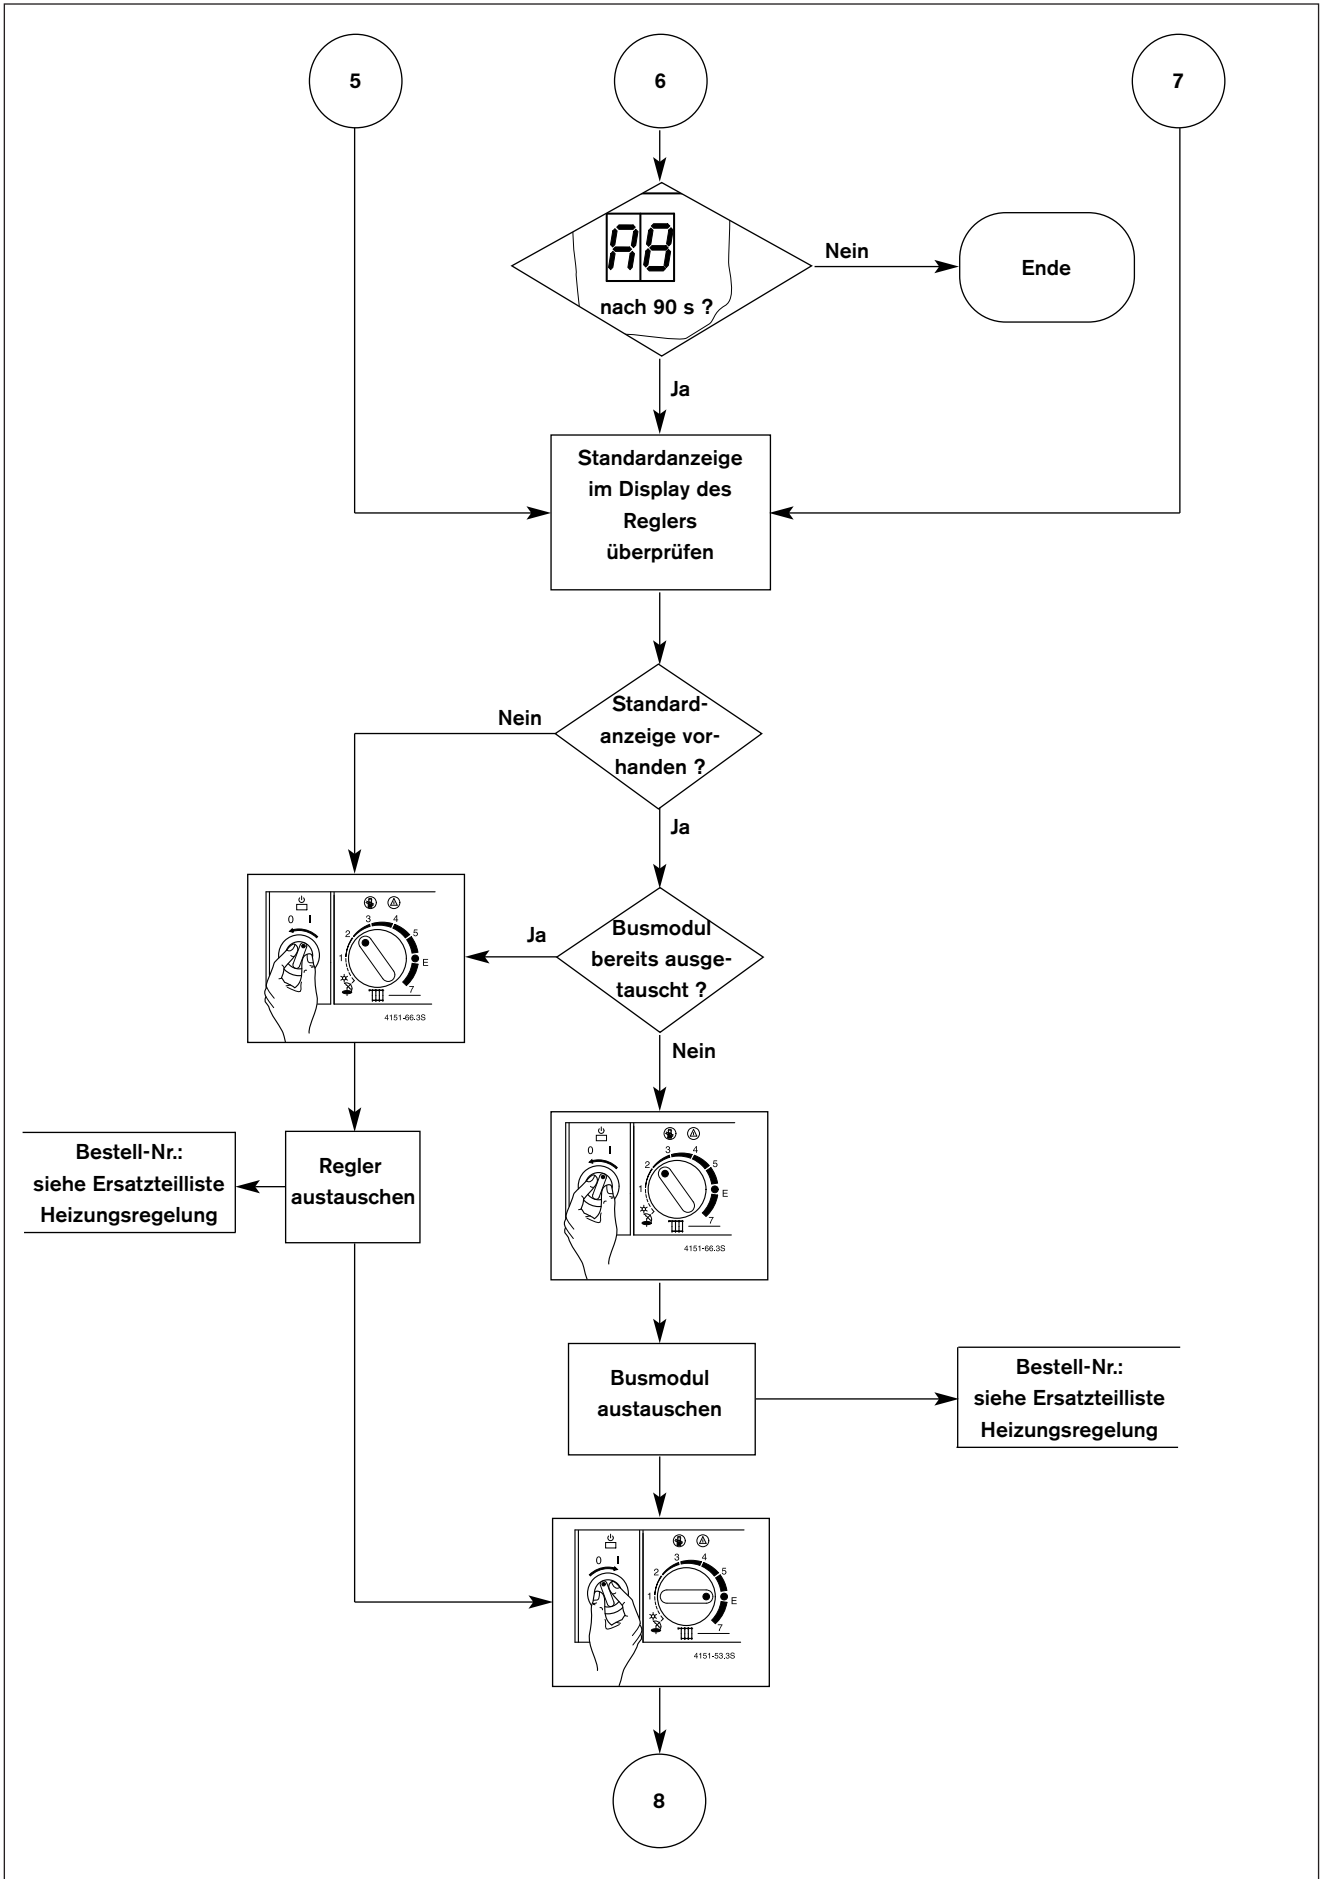 5
6
7
A8
nach 90 s ?
Nein
Ende
Ja
Standardanzeige
im Display des
Reglers
überprüfen
Nein
Standard-
anzeige vor-
handen ?
Ja
0 I
1
2
3
4
5
E
7
4151-66.3S
Ja
Busmodul
bereits ausge-
tauscht ?
Nein
Bestell-Nr.:
siehe Ersatzteilliste
Heizungsregelung
Regler
austauschen
0 I
1
2
3
4
5
E
7
4151-66.3S
Busmodul
austauschen
Bestell-Nr.:
siehe Ersatzteilliste
Heizungsregelung
0 I
1
2
3
4
5
E
7
4151-53.3S
8